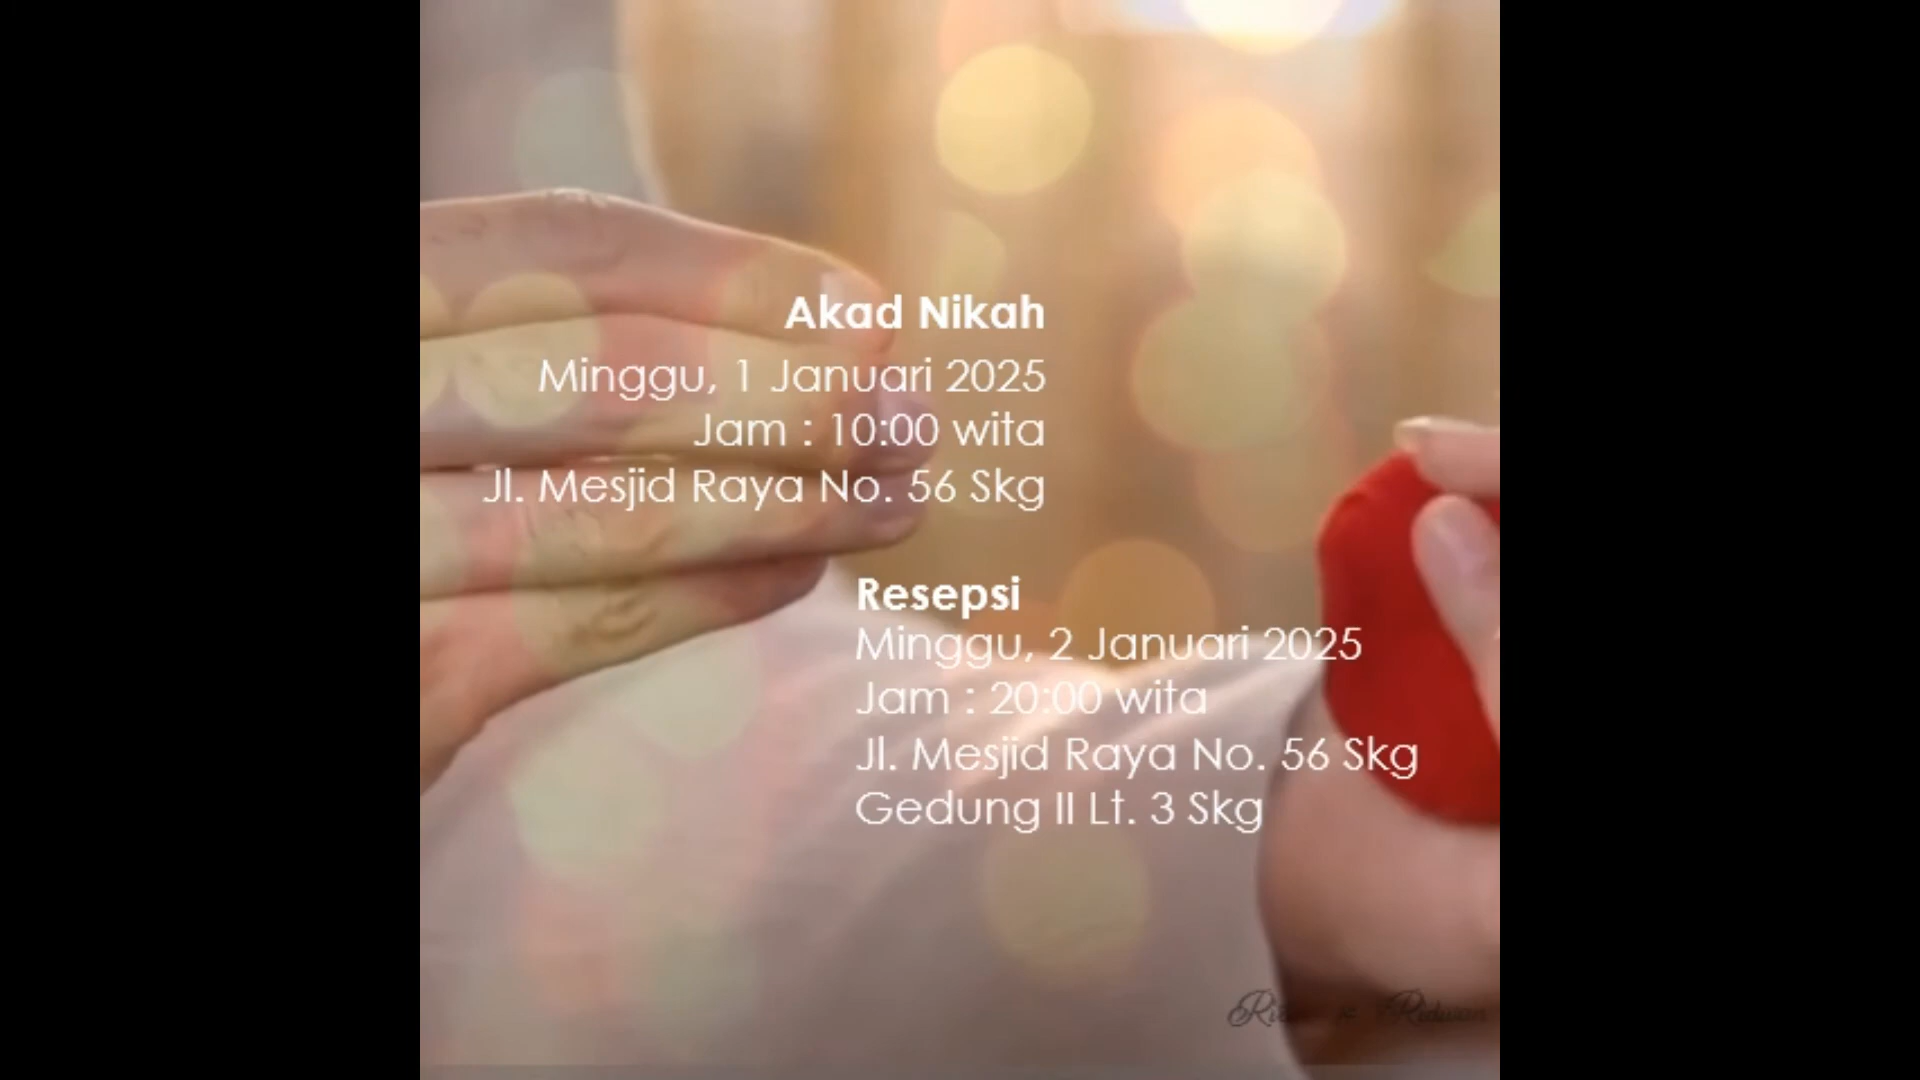 Akad Nikah
Minggu, 1 Januari 2025
Jam : 10:00 wita
Jl. Mesjid Raya No. 56 Skg
Resepsi
Minggu, 2 Januari 2025
Jam : 20:00 wita
Jl. Mesjid Raya No. 56 Skg
Gedung II Lt. 3 Skg
Ridwan